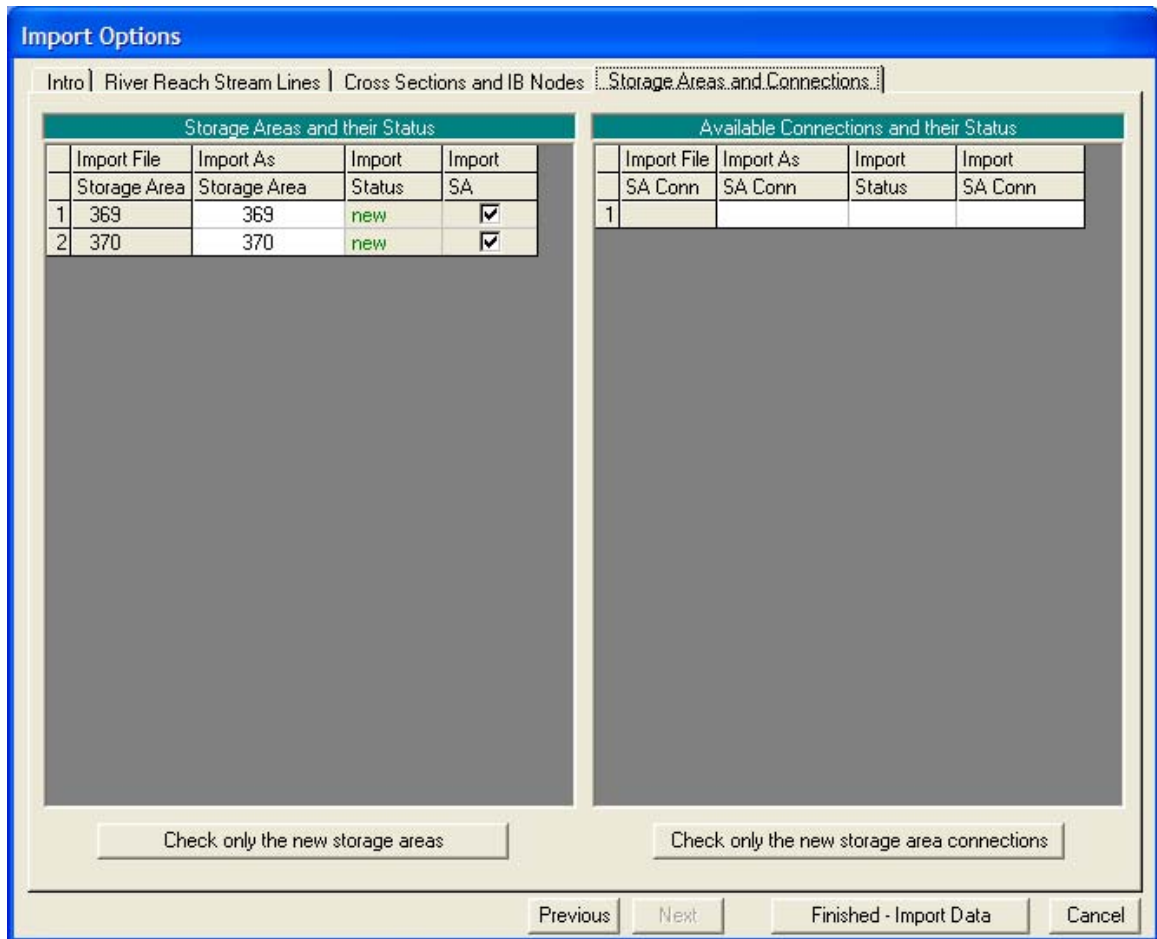 Import Options
Intro River Reach Stream Lines Cross Sections and IB Nodes Storage Areas and Connections
Storage Areas and their Status
Import File Import As Import Import
Storage Area Storage Area Status SA
1 369 369 new
2 370 370 new
Check only the new storage areas
Available Connections and their Status
Import File Import As Import Import
SA Conn SA Conn Status SA Conn
1
Check only the new storage area connections
Previous Next Finished - Import Data Cancel